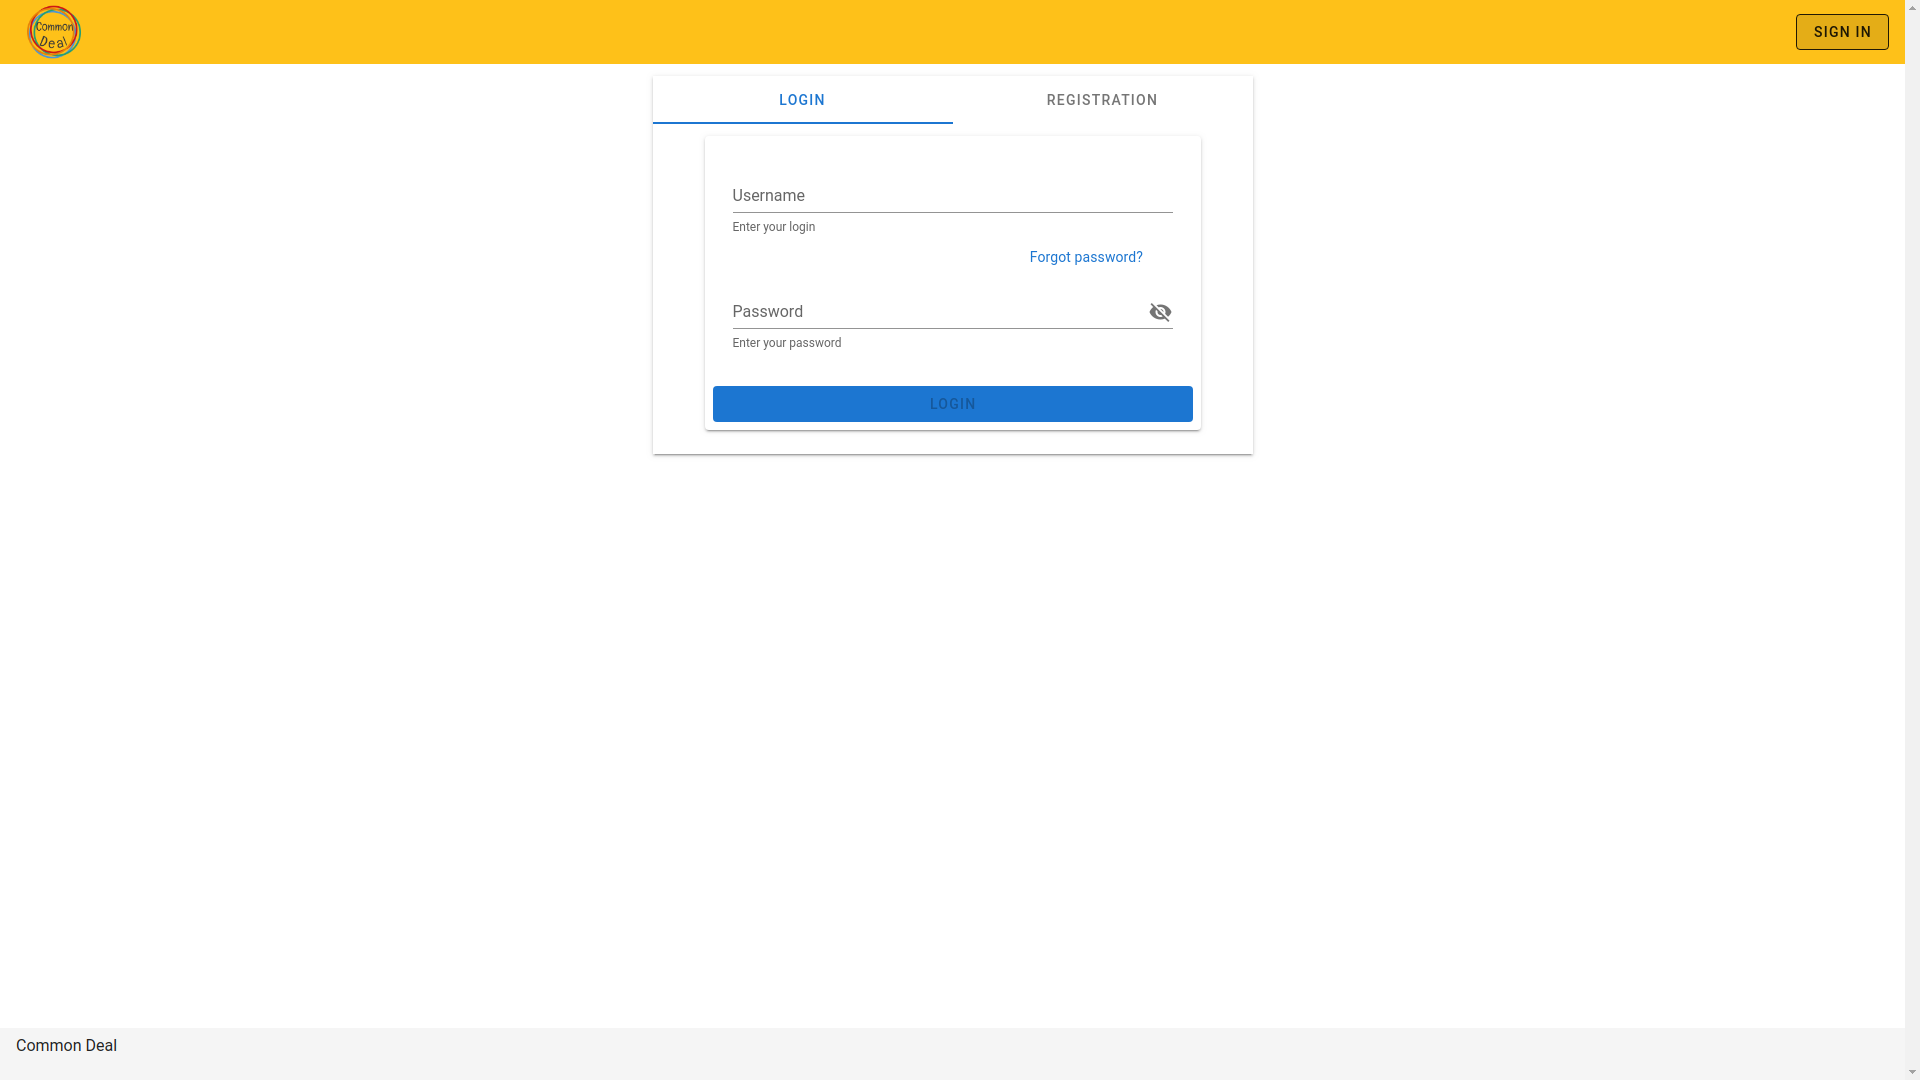 Common
Deal
SIGN IN
LOGIN
REGISTRATION
Username
Enter your login
Forgot password?
Password
Enter your password
LOGIN
Common Deal